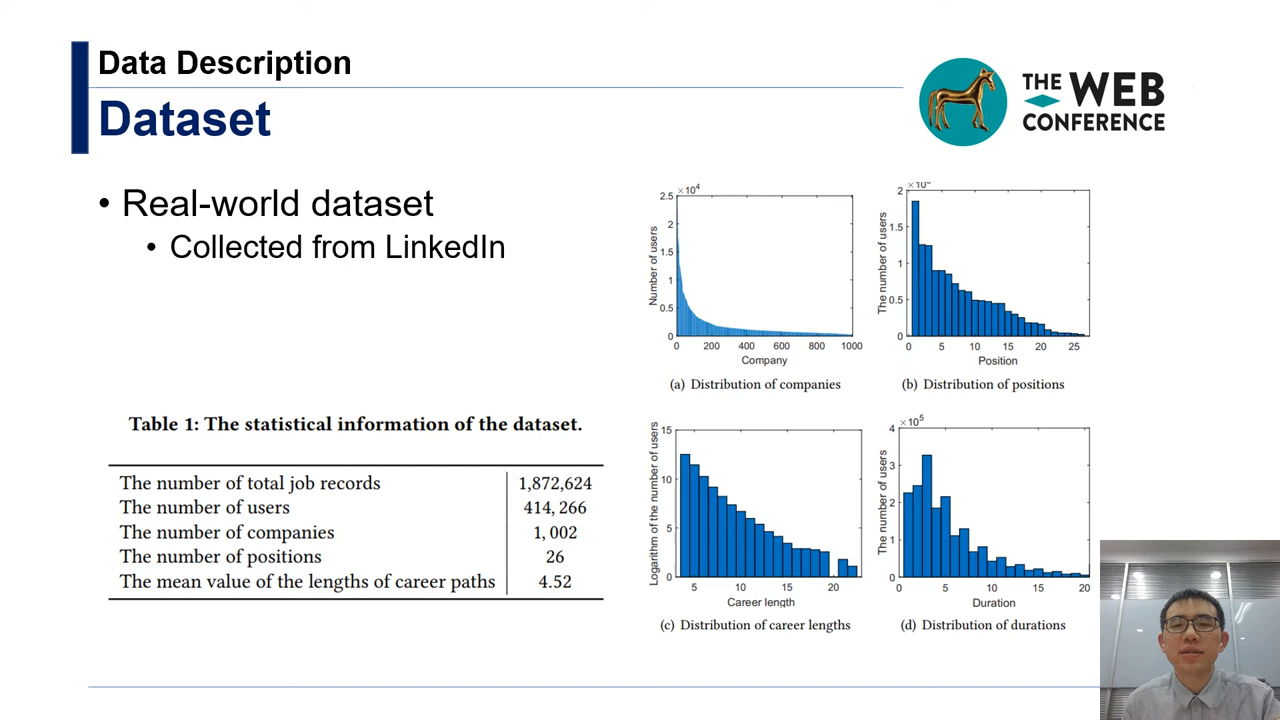 Data Description
Dataset
THE WEB
CONFERENCE
• Real-world dataset
• Collected from LinkedIn
Table 1: The statistical information of the dataset.
The number of total job records 1,872,624
The number of users 414, 266
The number of companies 1, 002
The number of positions 26
The mean value of the lengths of career paths 4.52
×10⁴
2.5
2
1.5
1
0.5
0
Number of users
0 200 400 600 800 1000
Company
(a) Distribution of companies
2
1.5
1
0.5
0
The number of users
0 5 10 15 20 25
Position
(b) Distribution of positions
15
10
5
0
Logarithm of the number of users
5 10 15 20
Career length
(c) Distribution of career lengths
×10⁵
4
3
2
1
0
The number of users
0 5 10 15 20
Duration
(d) Distribution of durations